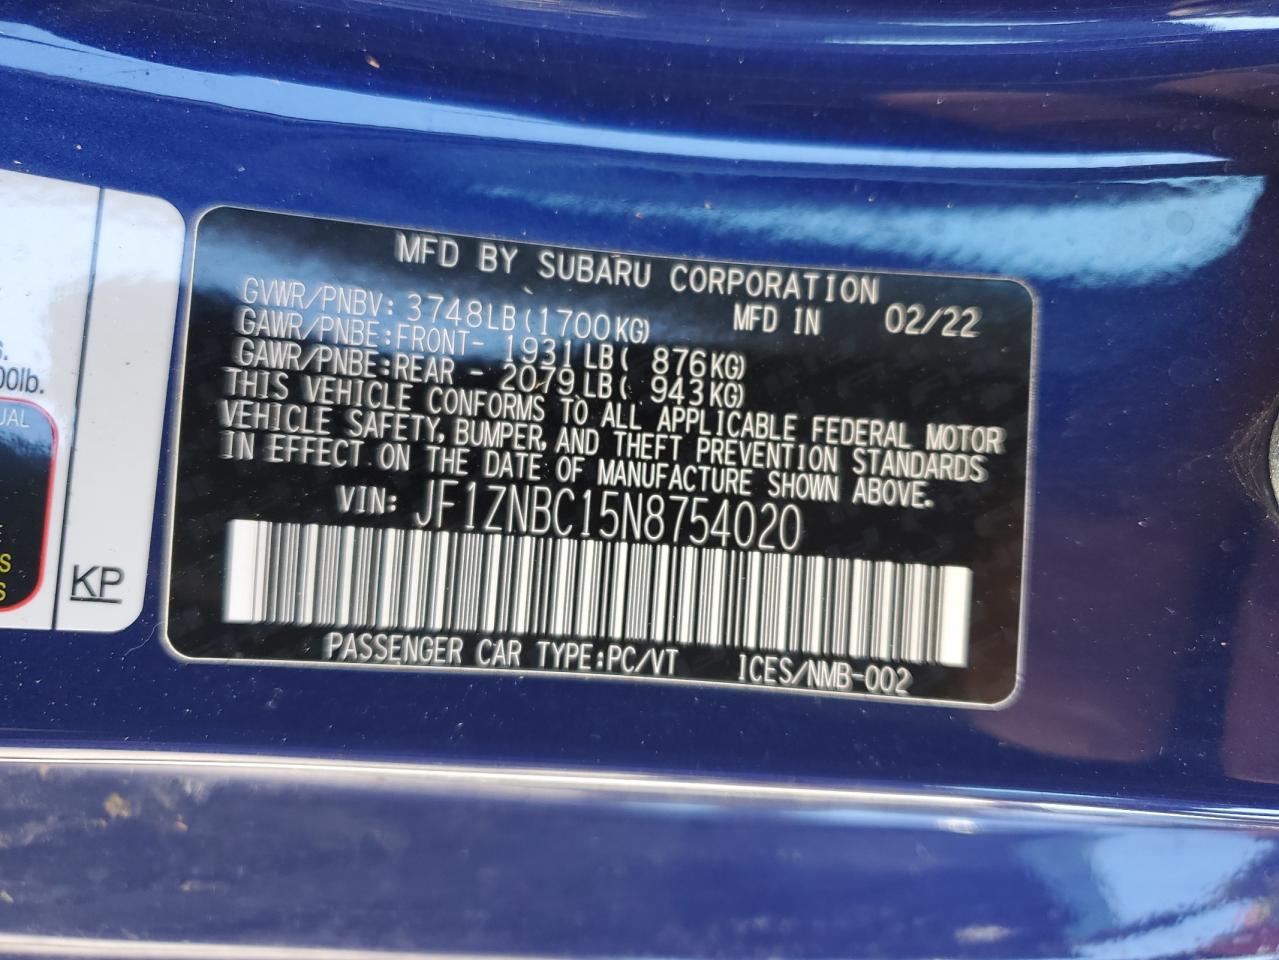 MFD BY SUBARU CORPORATION
GVWR/PNBV: 3748LB(1700KG) MFD IN 02/22
GAWR/PNBE:FRONT- 1931LB( 876KG)
GAWR/PNBE:REAR - 2079LB( 943KG)
THIS VEHICLE CONFORMS TO ALL APPLICABLE FEDERAL MOTOR
VEHICLE SAFETY, BUMPER, AND THEFT PREVENTION STANDARDS
IN EFFECT ON THE DATE OF MANUFACTURE SHOWN ABOVE.
VIN: JF1ZNBC15N8754020
PASSENGER CAR TYPE:PC/VT ICES/NMB-002
00lb.
UAL
S
S
KP